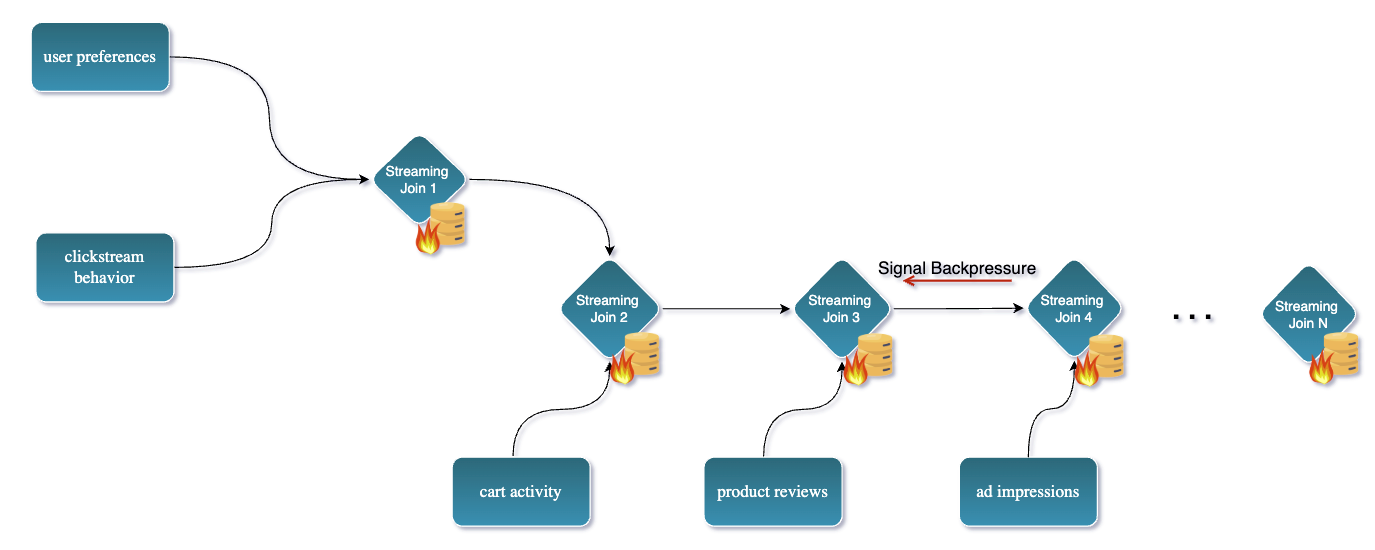 user preferences
clickstream
behavior
Streaming
Join 1
Signal Backpressure
Streaming
Join 2
Streaming
Join 3
Streaming
Join 4
...
Streaming
Join N
cart activity
product reviews
ad impressions